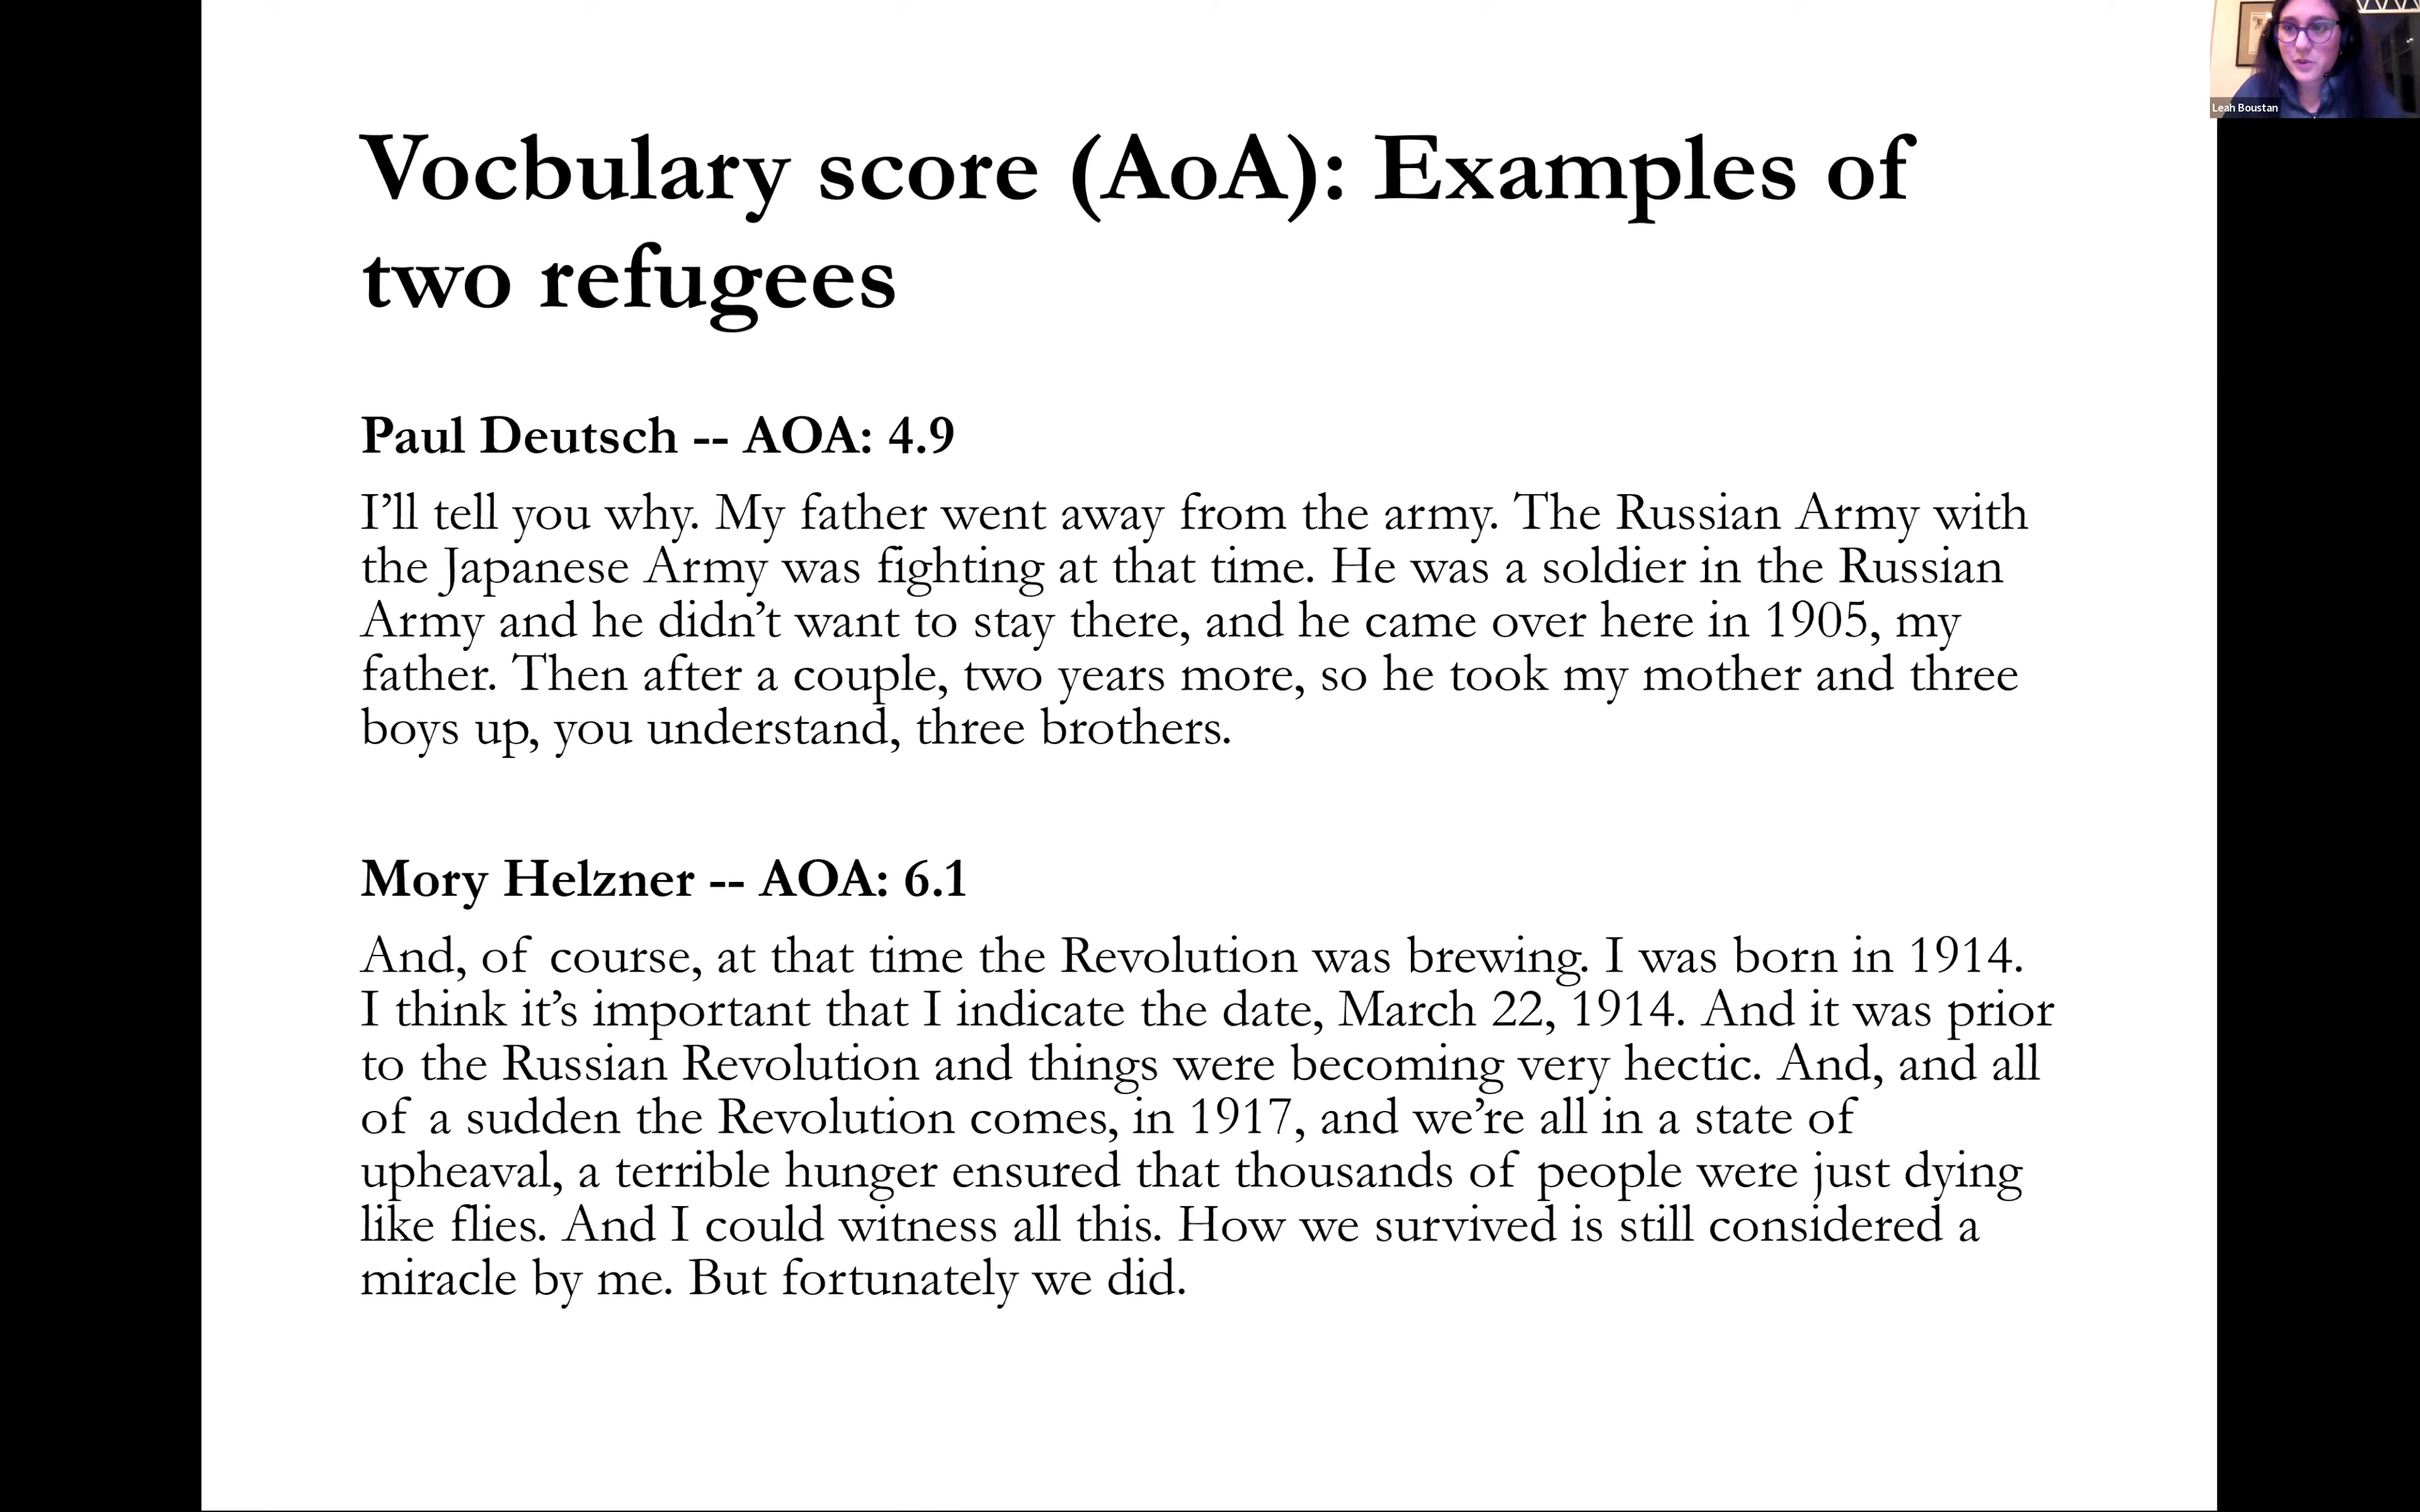 Leah Boustan
Vocbulary score (AoA): Examples of
two refugees
Paul Deutsch -- AOA: 4.9
I’ll tell you why. My father went away from the army. The Russian Army with
the Japanese Army was fighting at that time. He was a soldier in the Russian
Army and he didn’t want to stay there, and he came over here in 1905, my
father. Then after a couple, two years more, so he took my mother and three
boys up, you understand, three brothers.
Mory Helzner -- AOA: 6.1
And, of course, at that time the Revolution was brewing. I was born in 1914.
I think it’s important that I indicate the date, March 22, 1914. And it was prior
to the Russian Revolution and things were becoming very hectic. And, and all
of a sudden the Revolution comes, in 1917, and we’re all in a state of
upheaval, a terrible hunger ensured that thousands of people were just dying
like flies. And I could witness all this. How we survived is still considered a
miracle by me. But fortunately we did.